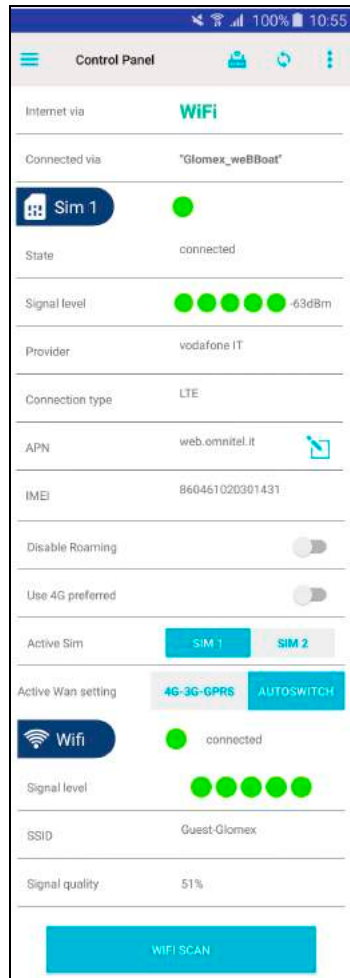 100% 10:55
Control Panel
Internet via WiFi
Connected via "Glomex_weBBoat"
Sim 1
State connected
Signal level -63dBm
Provider vodafone IT
Connection type LTE
APN web.omnitel.it
IMEI 860461020301431
Disable Roaming
Use 4G preferred
Active Sim SIM 1 SIM 2
Active Wan setting 4G-3G-GPRS AUTOSWITCH
Wifi connected
Signal level
SSID Guest-Glomex
Signal quality 51%
WIFI SCAN